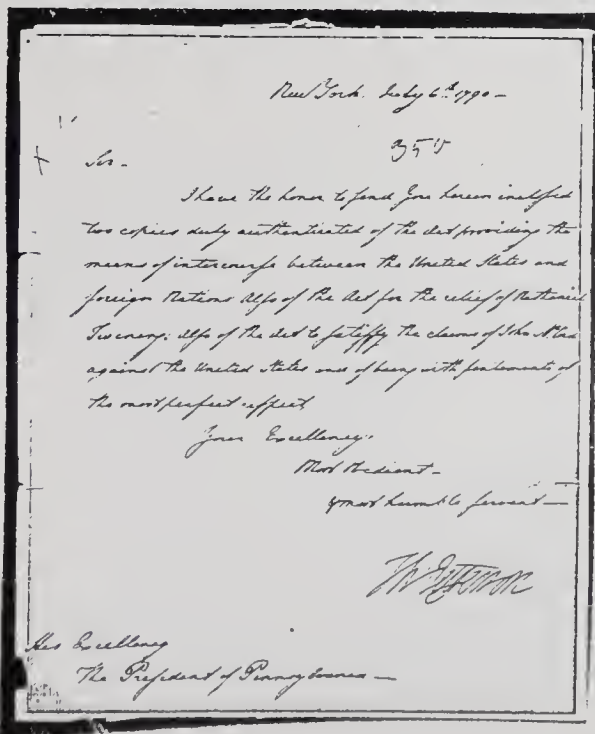 New York. July 6th. 1790 -
Sir -
I have the honor to send you herein inclosed
two copies duly authenticated of the Act providing the
means of intercourse between the United States and
foreign Nations Also of the Act for the relief of Nathaniel
Twening: Also of the Act to satisfy the claims of John McCord
against the United States and of being with sentiments of
the most perfect respect
Your Excellency's
Most Obedient -
& most humble servant -
Th Jefferson
His Excellency
The President of Pennsylvania -